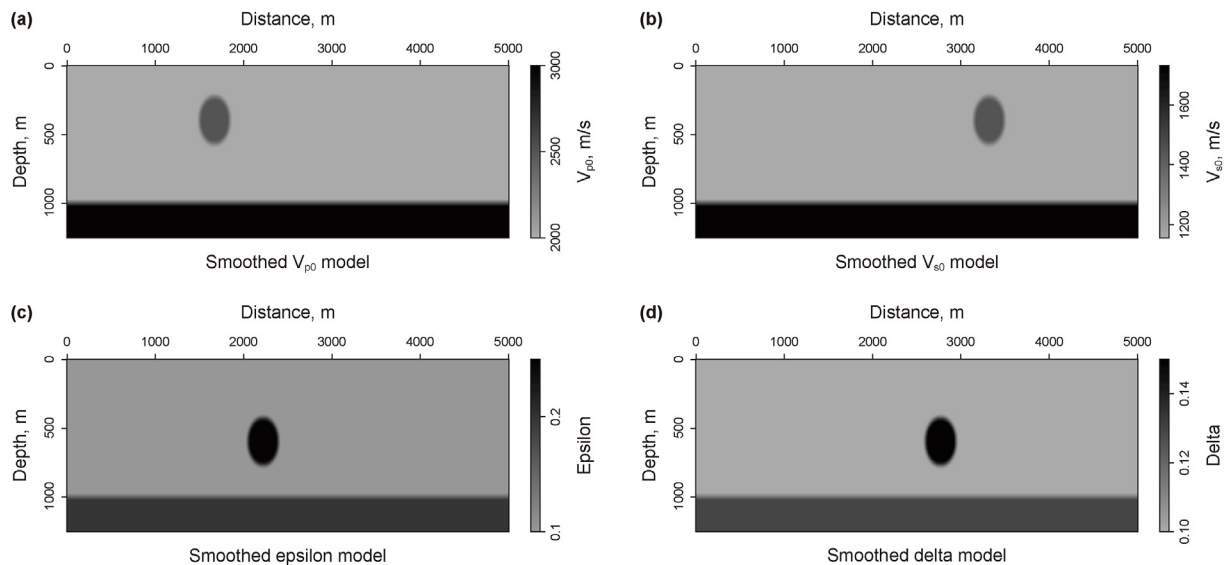 (a)
Distance, m
0 1000 2000 3000 4000 5000
0
500
1000
Depth, m
3000
2500
2000
Vp0, m/s
Smoothed Vp0 model
(b)
Distance, m
0 1000 2000 3000 4000 5000
0
500
1000
Depth, m
1600
1400
1200
Vs0, m/s
Smoothed Vs0 model
(c)
Distance, m
0 1000 2000 3000 4000 5000
0
500
1000
Depth, m
0.2
0.1
Epsilon
Smoothed epsilon model
(d)
Distance, m
0 1000 2000 3000 4000 5000
0
500
1000
Depth, m
0.14
0.12
0.10
Delta
Smoothed delta model